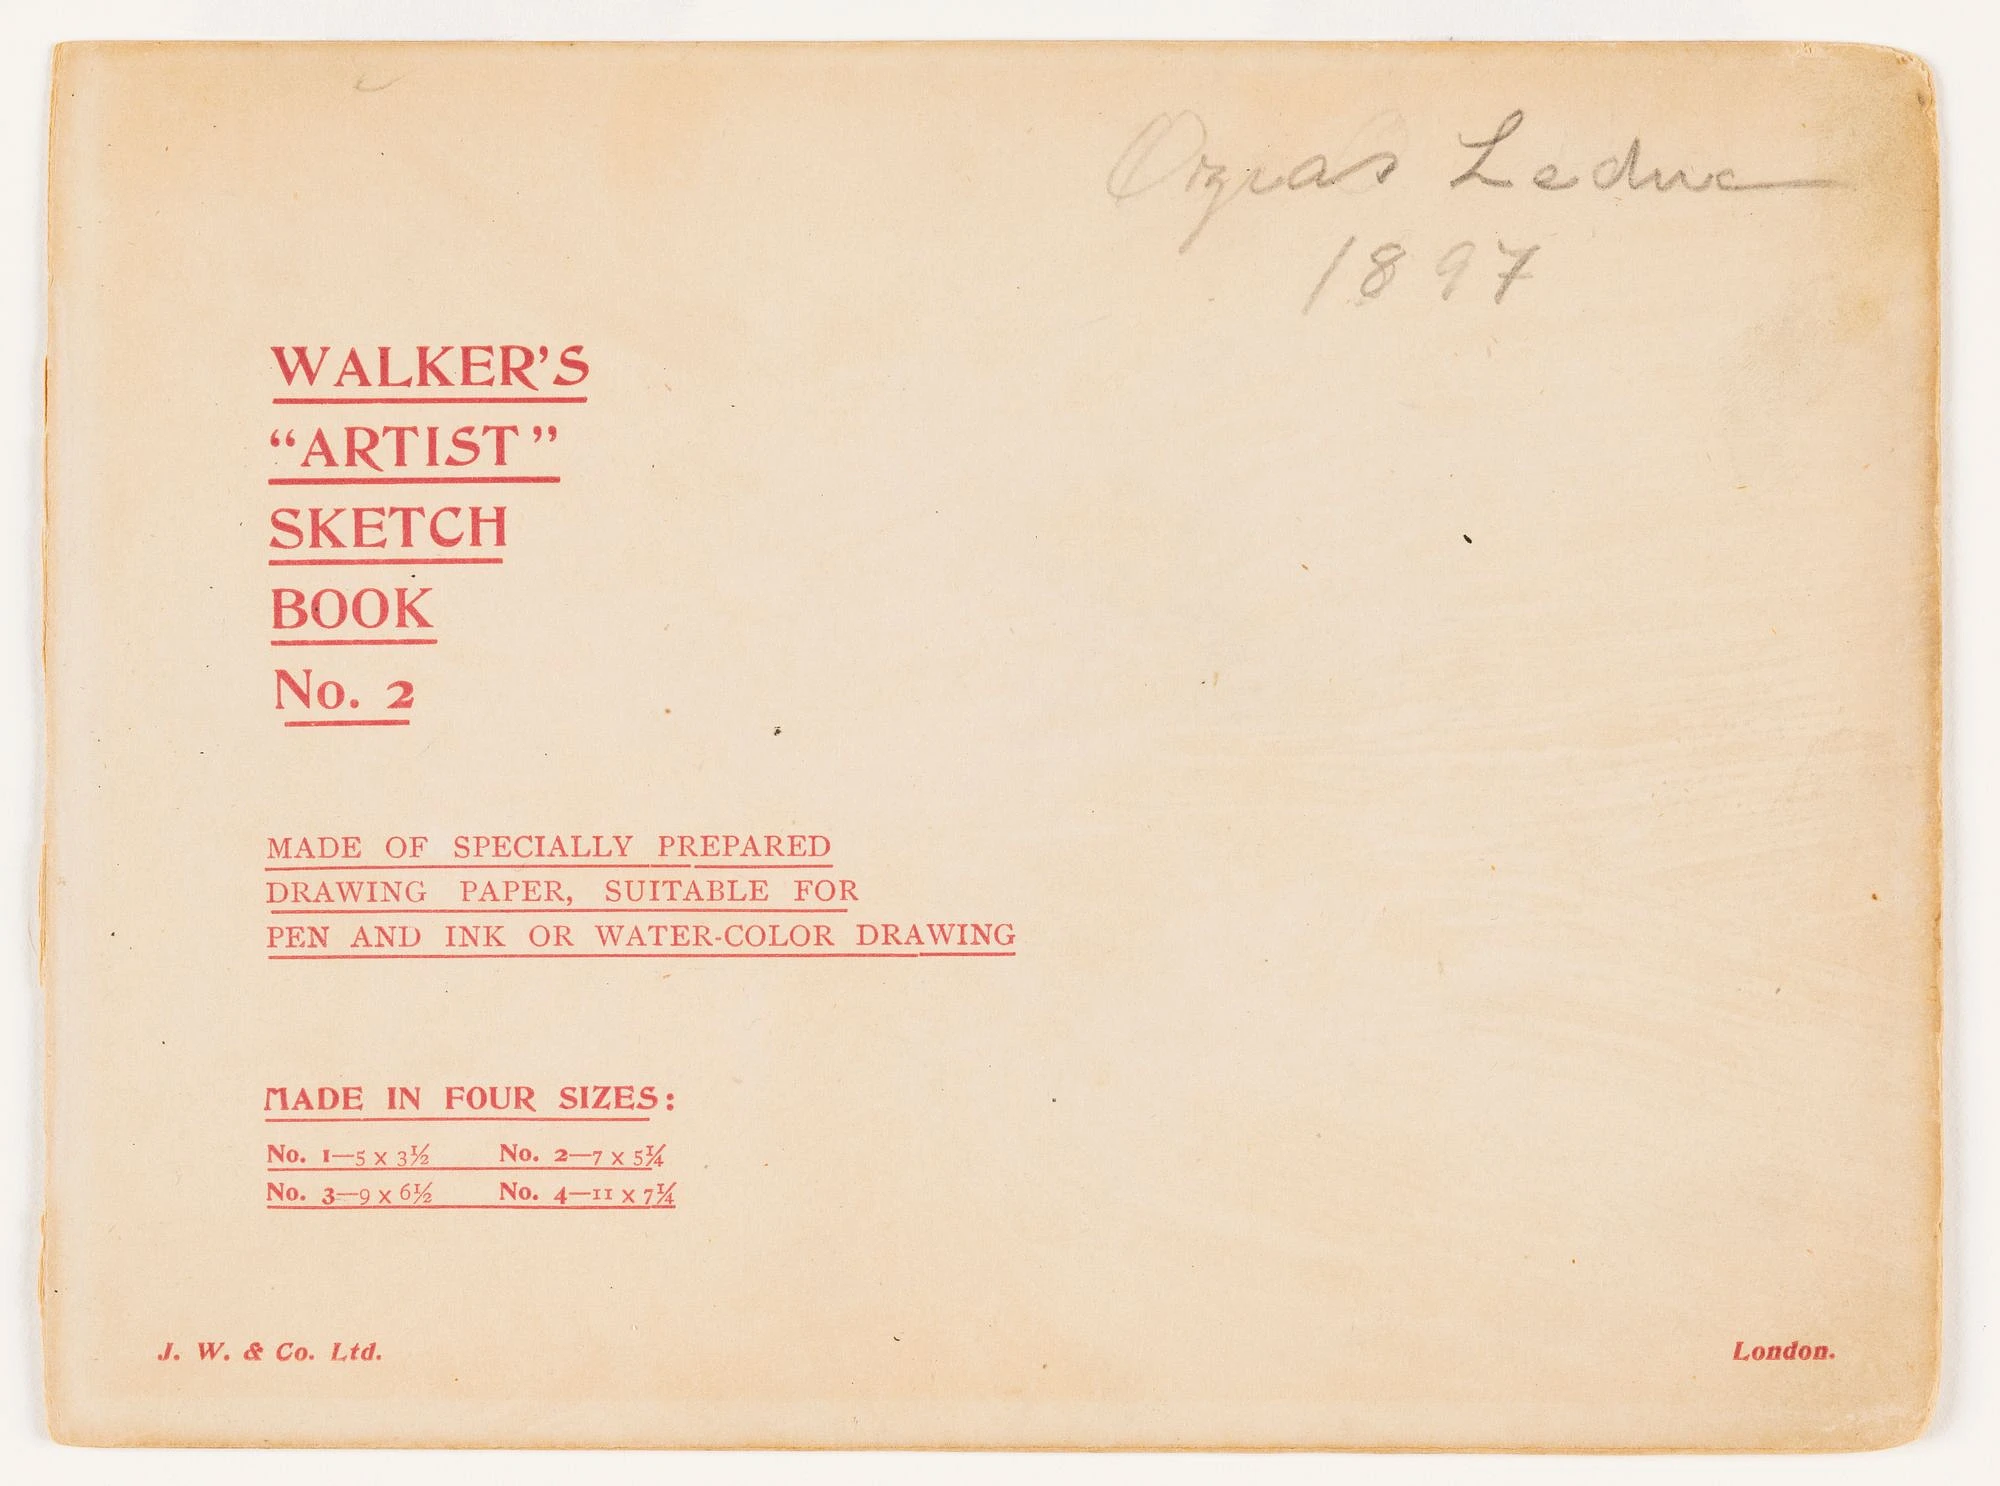 Ozias Leduc
1897
WALKER'S
“ARTIST”
SKETCH
BOOK
No. 2
MADE OF SPECIALLY PREPARED
DRAWING PAPER, SUITABLE FOR
PEN AND INK OR WATER-COLOR DRAWING
MADE IN FOUR SIZES:
No. 1—5 x 3½ No. 2—7 x 5¼
No. 3—9 x 6½ No. 4—11 x 7¼
J. W. & Co. Ltd. London.